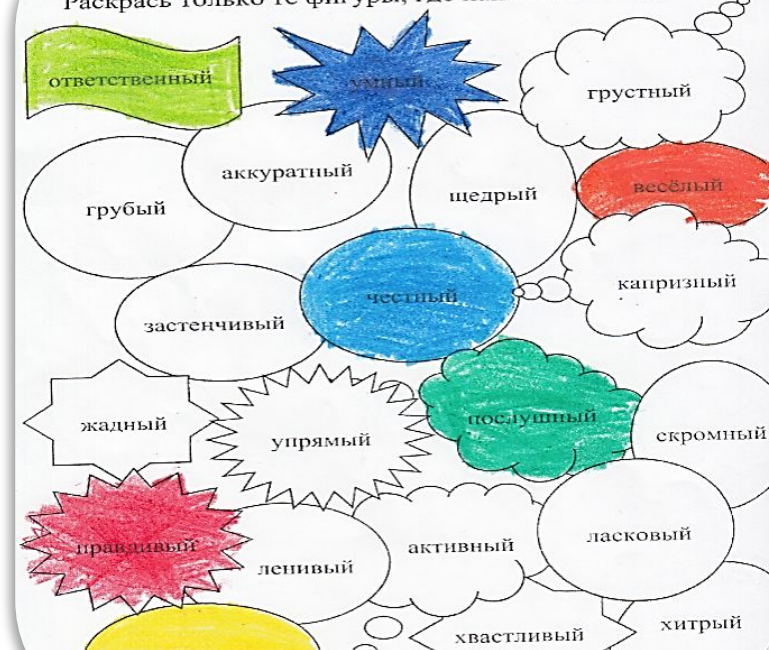 Раскрась только те фигуры, где
ответственный
умный
грустный
аккуратный
весёлый
грубый
щедрый
капризный
честный
застенчивый
жадный
упрямый
послушный
скромный
правдивый
ленивый
активный
ласковый
хвастливый
хитрый